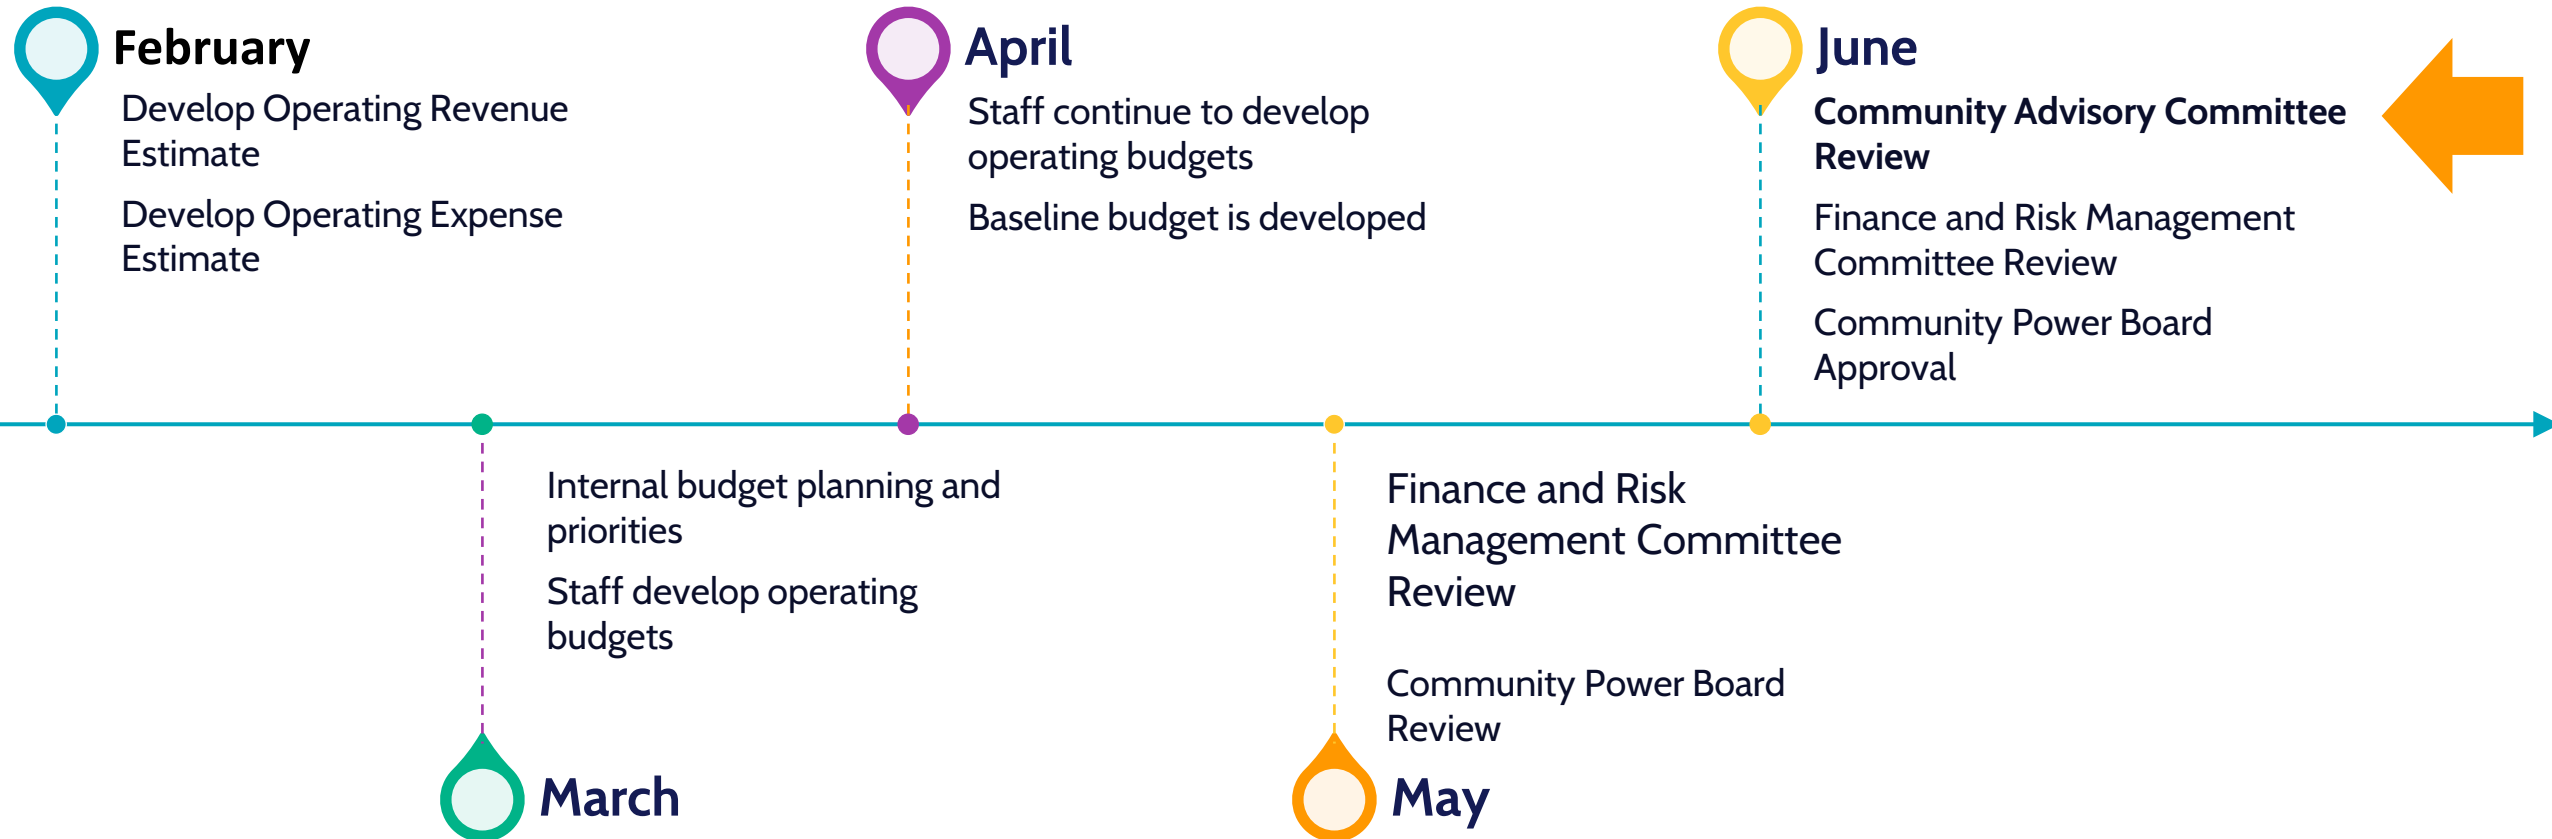 February
Develop Operating Revenue
Estimate
Develop Operating Expense
Estimate
April
Staff continue to develop
operating budgets
Baseline budget is developed
June
Community Advisory Committee
Review
Finance and Risk Management
Committee Review
Community Power Board
Approval
Internal budget planning and
priorities
Staff develop operating
budgets
March
Finance and Risk
Management Committee
Review
Community Power Board
Review
May